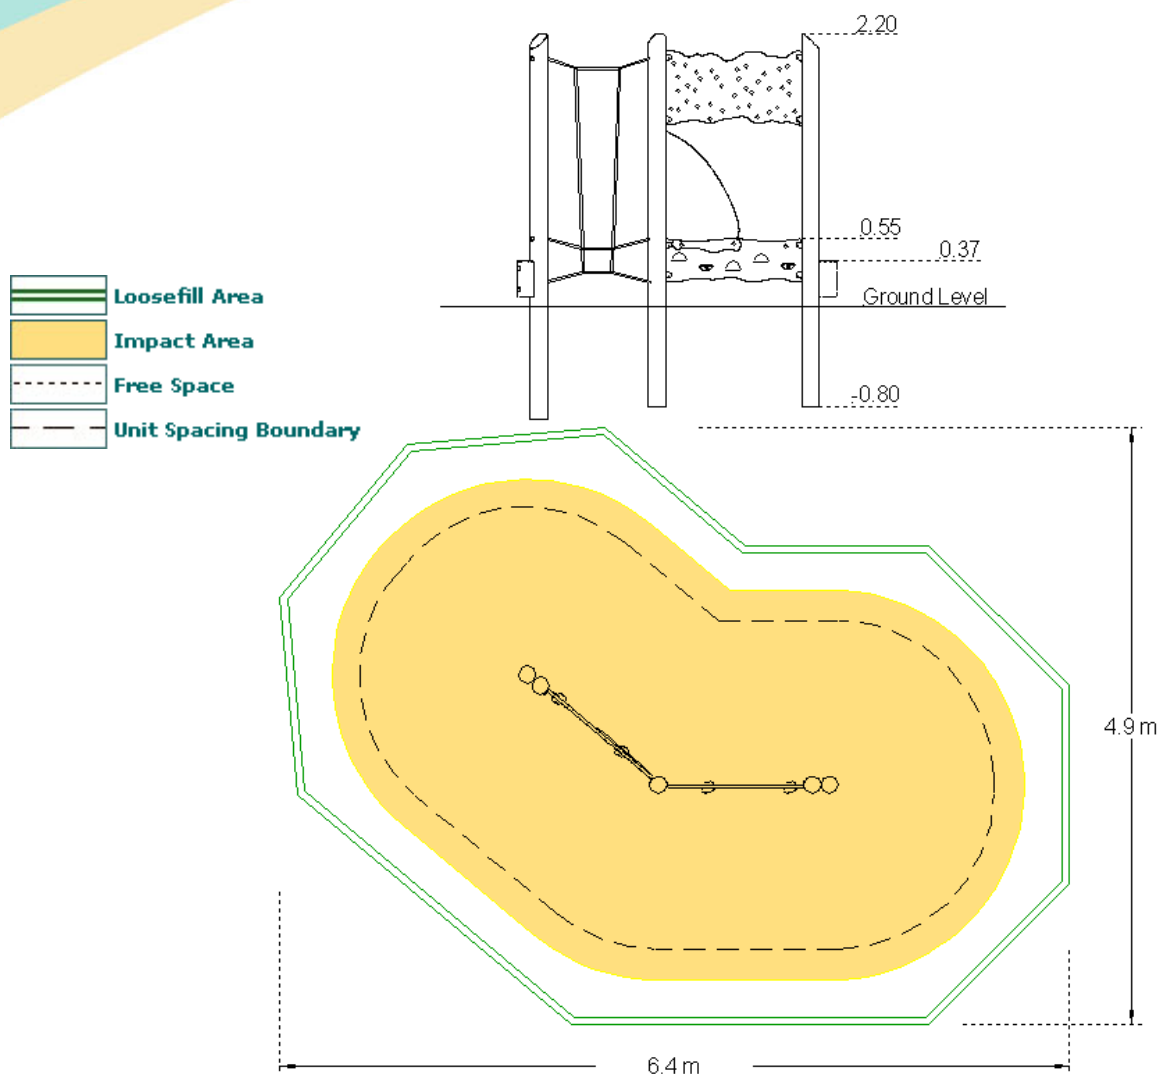 2.20
0.55
0.37
Ground Level
-0.80
Loosefill Area
Impact Area
Free Space
Unit Spacing Boundary
4.9 m
6.4 m